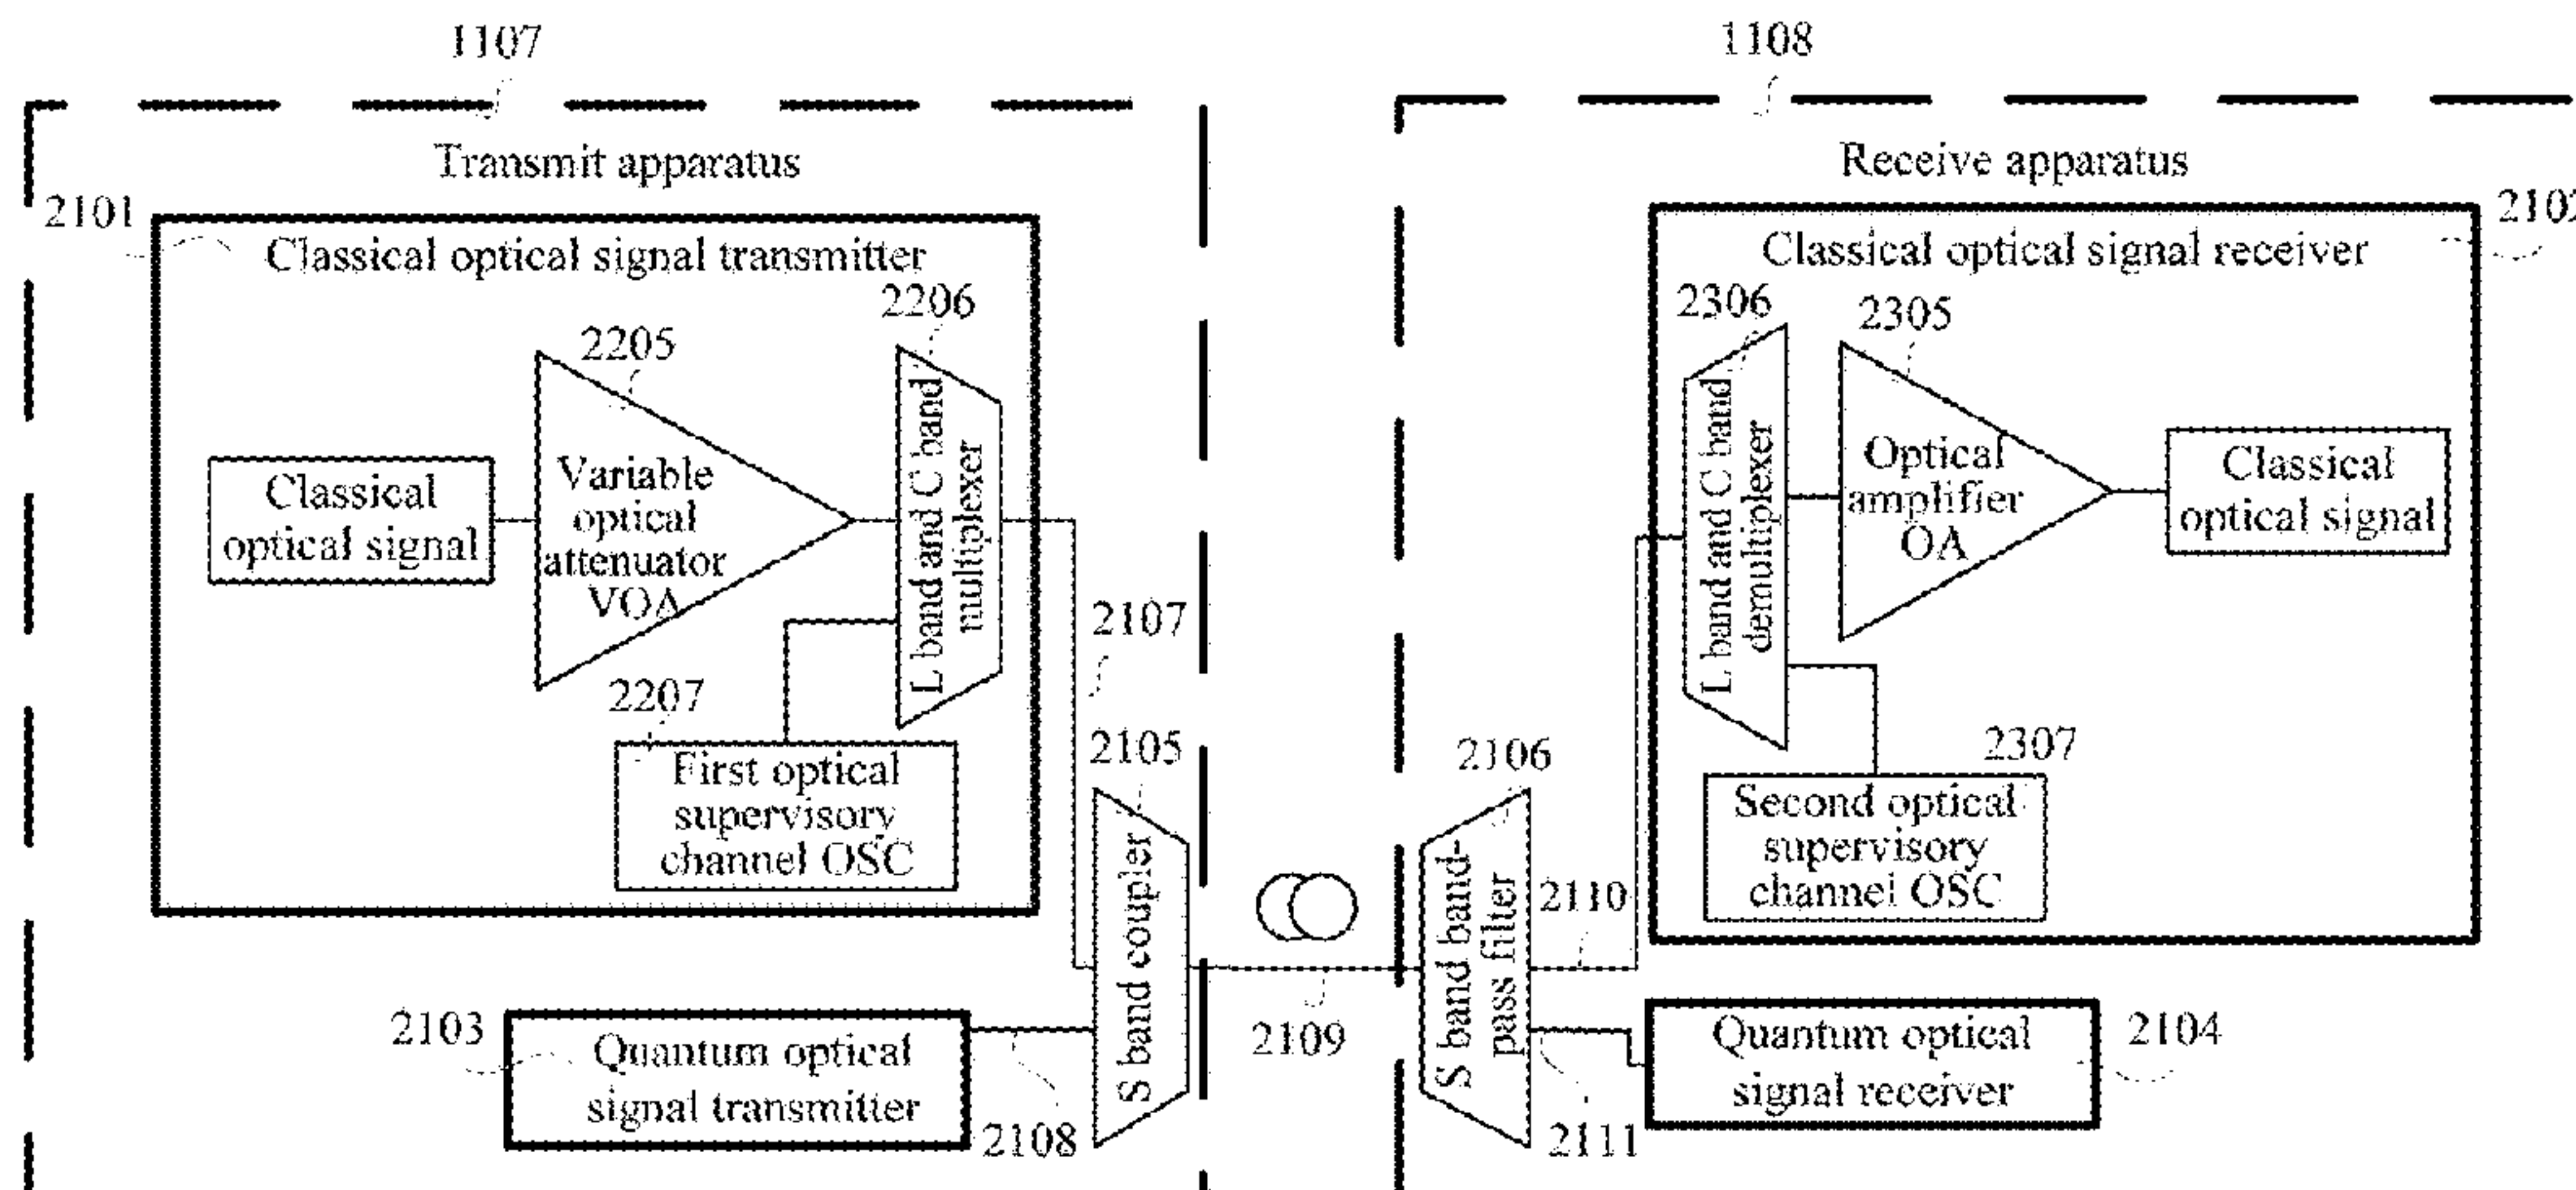 1107
1108
Transmit apparatus
Receive apparatus
2101
2102
Classical optical signal transmitter
Classical optical signal receiver
2206
2205
2306
2305
Classical
optical signal
Variable
optical
attenuator
VOA
L band and C band
multiplexer
L band and C band
demultiplexer
Optical
amplifier
OA
Classical
optical signal
2107
2207
First optical
supervisory
channel OSC
2105
2106
2307
Second optical
supervisory
channel OSC
S band coupler
S band band-
pass filter
2110
2103
Quantum optical
signal transmitter
2108
2109
2111
Quantum optical
signal receiver
2104